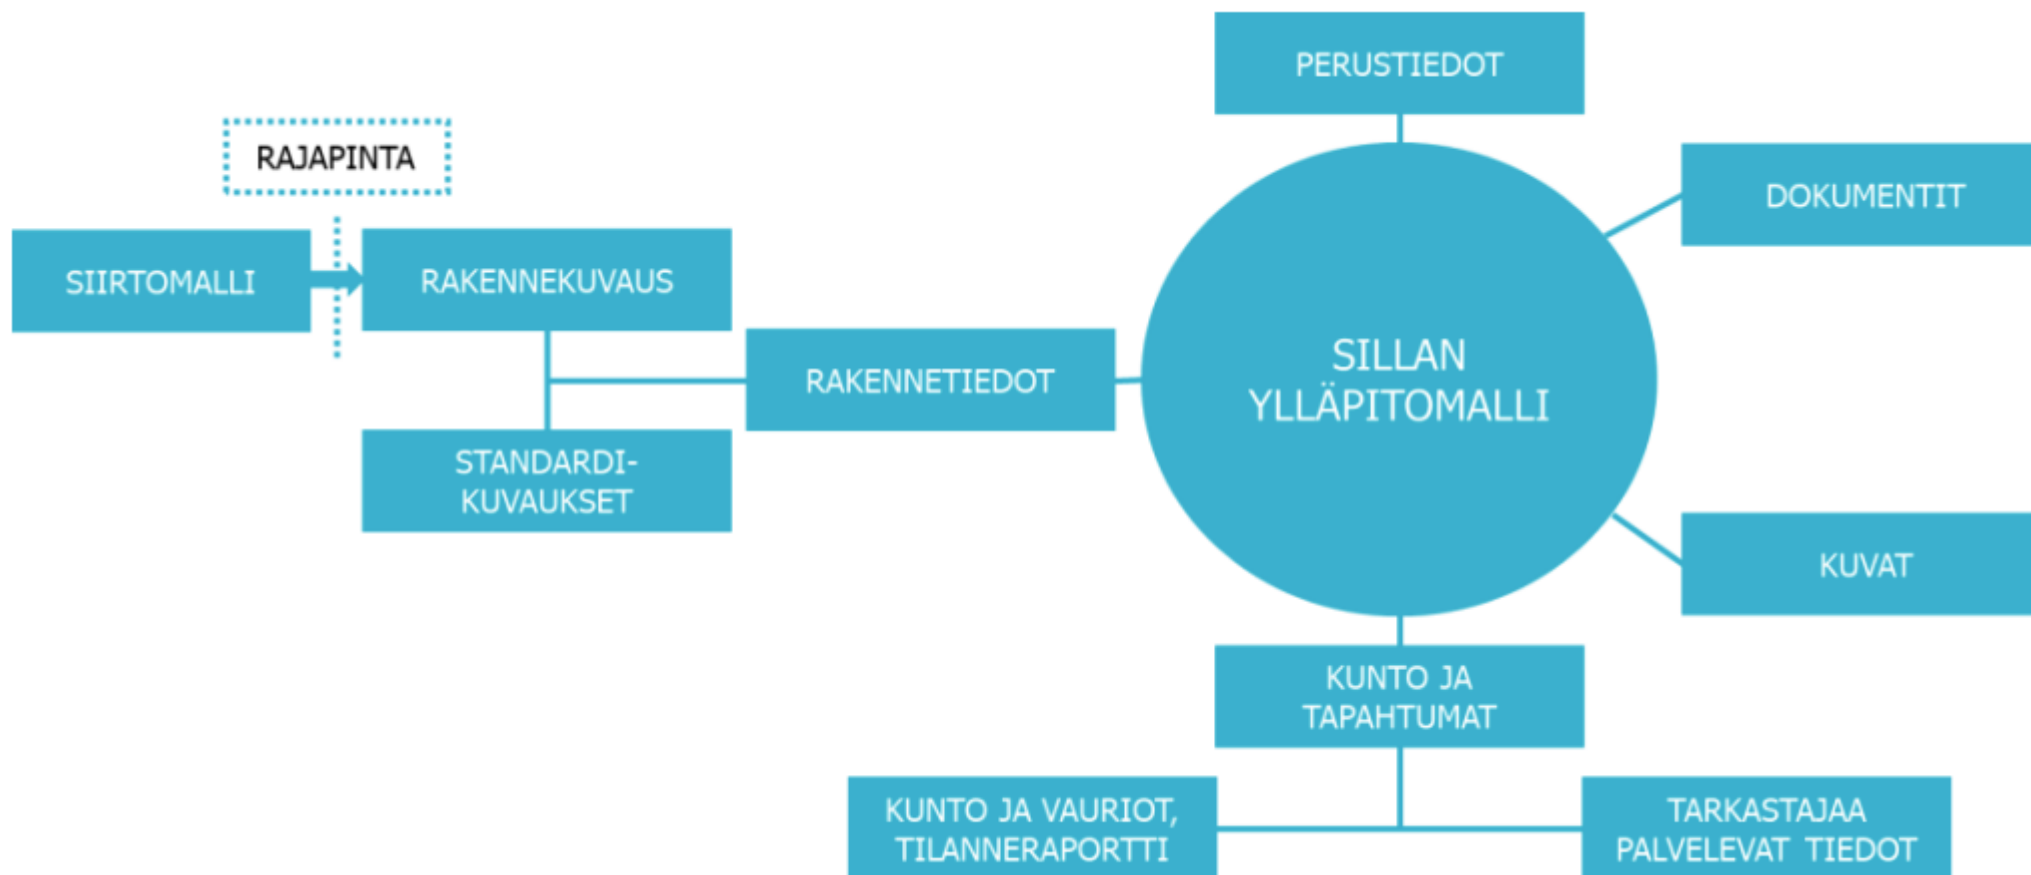 PERUSTIEDOT
RAJAPINTA
DOKUMENTIT
SIIRTOMALLI
RAKENNEKUVAUS
RAKENNETIEDOT
SILLAN
YLLÄPITOMALLI
STANDARDI-
KUVAUKSET
KUVAT
KUNTO JA
TAPAHTUMAT
KUNTO JA VAURIOT,
TILANNERAPORTTI
TARKASTAJAA
PALVELEVAT TIEDOT